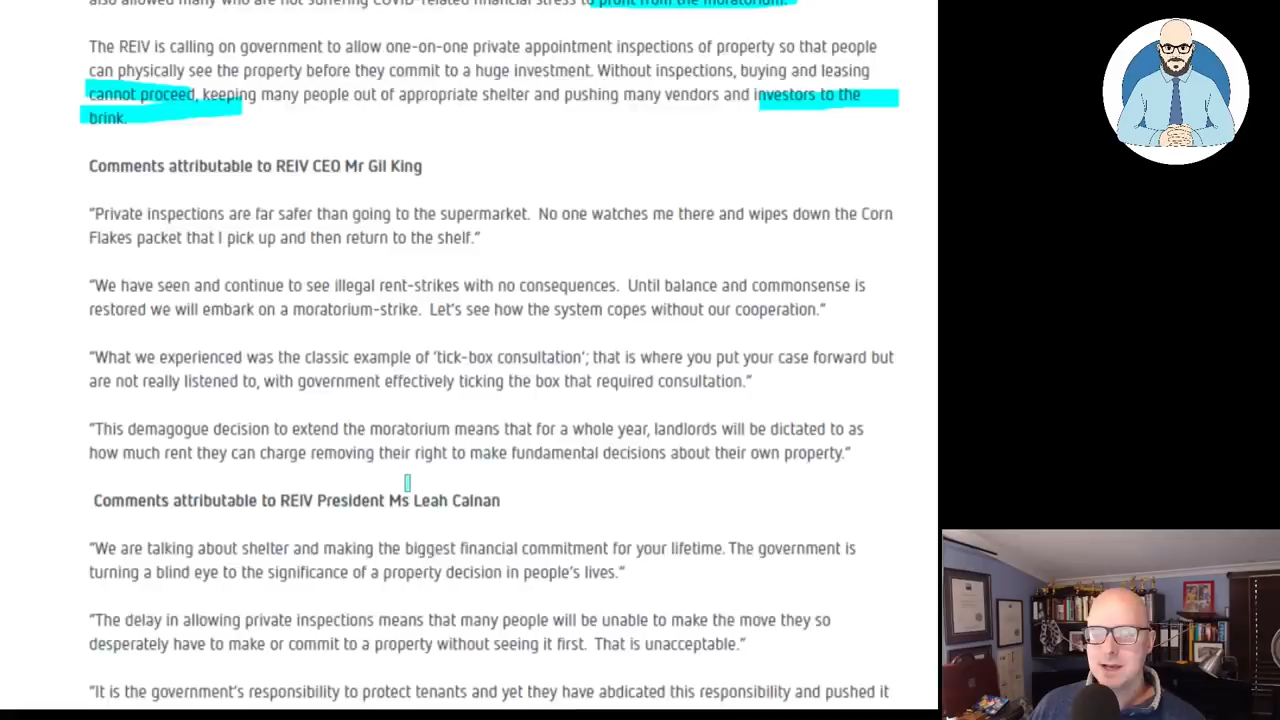 also allowed many who are not suffering COVID-related financial stress to profit from the moratorium.
The REIV is calling on government to allow one-on-one private appointment inspections of property so that people
can physically see the property before they commit to a huge investment. Without inspections, buying and leasing
cannot proceed, keeping many people out of appropriate shelter and pushing many vendors and investors to the
brink.
Comments attributable to REIV CEO Mr Gil King
“Private inspections are far safer than going to the supermarket.  No one watches me there and wipes down the Corn
Flakes packet that I pick up and then return to the shelf.”
“We have seen and continue to see illegal rent-strikes with no consequences.  Until balance and commonsense is
restored we will embark on a moratorium-strike.  Let’s see how the system copes without our cooperation.”
“What we experienced was the classic example of ‘tick-box consultation’; that is where you put your case forward but
are not really listened to, with government effectively ticking the box that required consultation.”
“This demagogue decision to extend the moratorium means that for a whole year, landlords will be dictated to as
how much rent they can charge removing their right to make fundamental decisions about their own property.”
Comments attributable to REIV President Ms Leah Calnan
“We are talking about shelter and making the biggest financial commitment for your lifetime. The government is
turning a blind eye to the significance of a property decision in people’s lives.”
“The delay in allowing private inspections means that many people will be unable to make the move they so
desperately have to make or commit to a property without seeing it first.  That is unacceptable.”
“It is the government’s responsibility to protect tenants and yet they have abdicated this responsibility and pushed it